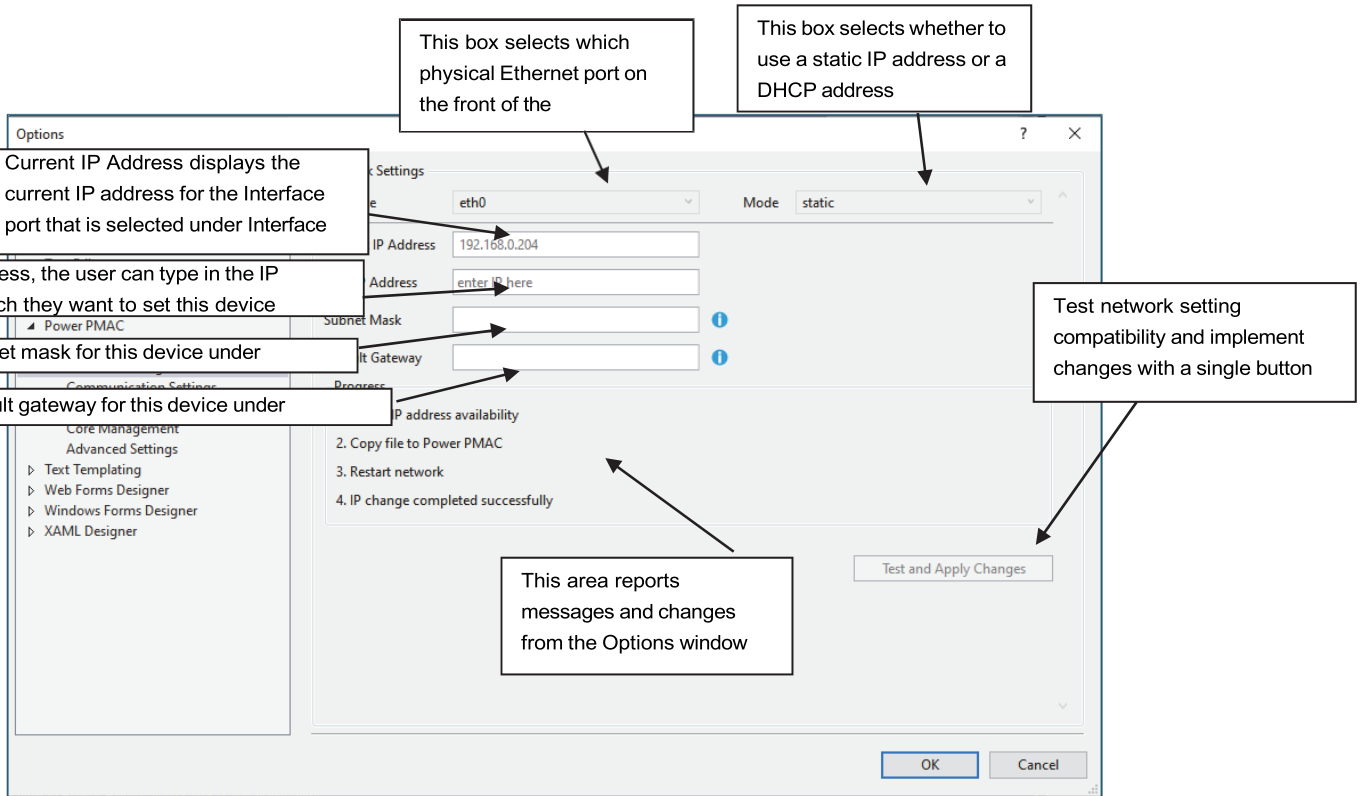 This box selects which
physical Ethernet port on
the front of the
This box selects whether to
use a static IP address or a
DHCP address
Options
?
Current IP Address displays the
current IP address for the Interface
port that is selected under Interface
Settings
eth0
Mode static
IP Address 192.168.0.204
ess, the user can type in the IP
ch they want to set this device
Address enter IP here
Power PMAC
Subnet Mask
et mask for this device under
lt Gateway
Communication Settings
Progress
ult gateway for this device under
IP address availability
Core Management
2. Copy file to Power PMAC
Advanced Settings
3. Restart network
Text Templating
4. IP change completed successfully
Web Forms Designer
Windows Forms Designer
XAML Designer
Test network setting
compatibility and implement
changes with a single button
Test and Apply Changes
This area reports
messages and changes
from the Options window
OK Cancel